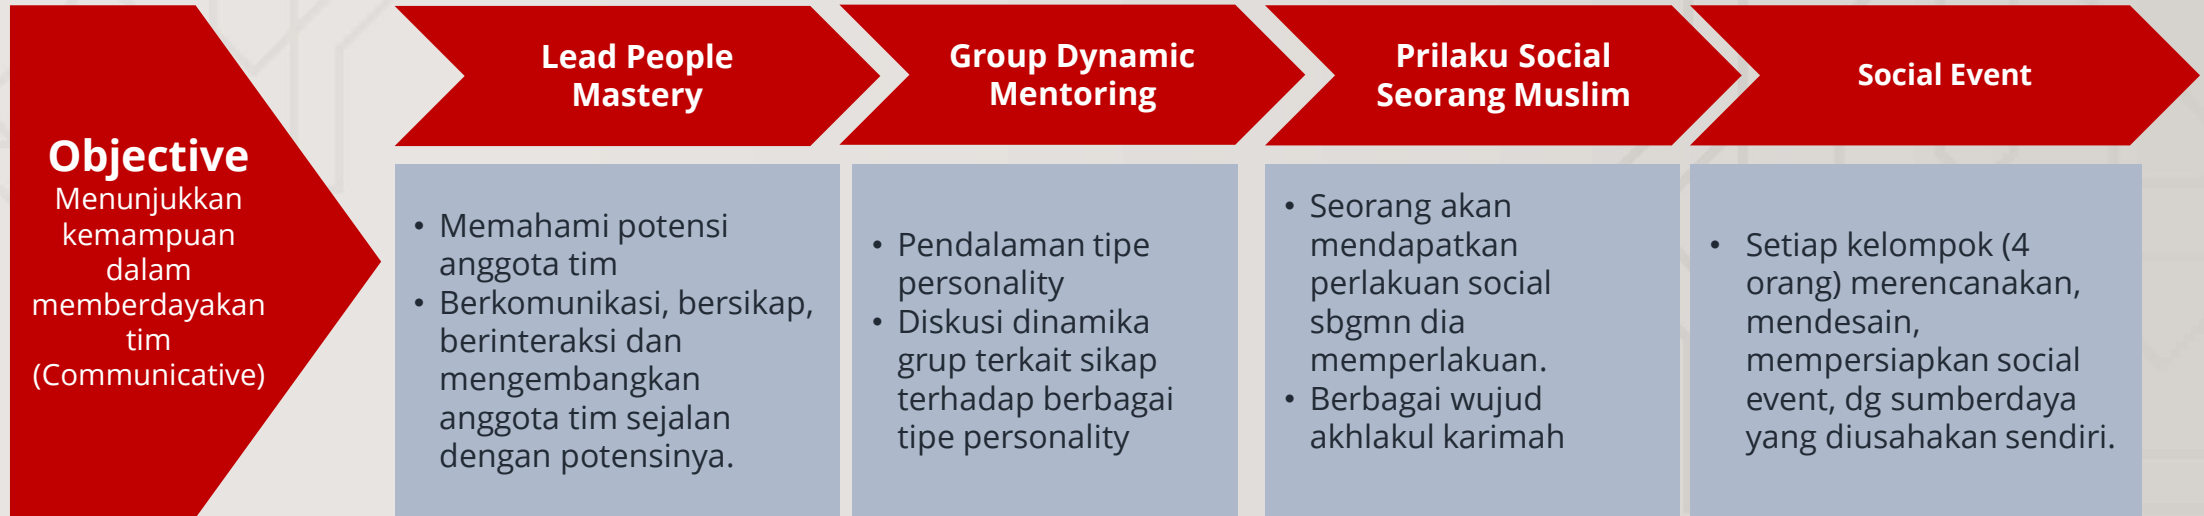 Objective
Menunjukkan
kemampuan
dalam
memberdayakan
tim
(Communicative)
Lead People
Mastery
• Memahami potensi
anggota tim
• Berkomunikasi, bersikap,
berinteraksi dan
mengembangkan
anggota tim sejalan
dengan potensinya.
Group Dynamic
Mentoring
• Pendalaman tipe
personality
• Diskusi dinamika
grup terkait sikap
terhadap berbagai
tipe personality
Prilaku Social
Seorang Muslim
• Seorang akan
mendapatkan
perlakuan social
sbgmn dia
memperlakuan.
• Berbagai wujud
akhlakul karimah
Social Event
• Setiap kelompok (4
orang) merencanakan,
mendesain,
mempersiapkan social
event, dg sumberdaya
yang diusahakan sendiri.